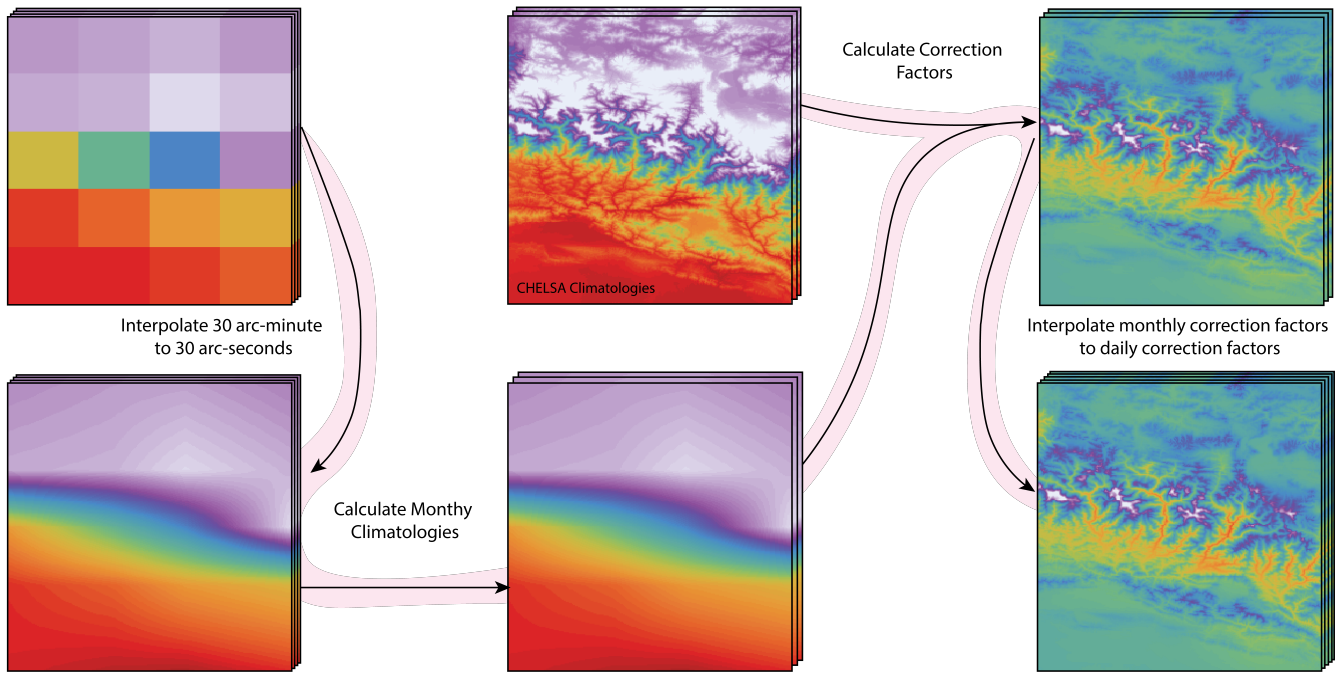 Calculate Correction
Factors
CHELSA Climatologies
Interpolate 30 arc-minute
to 30 arc-seconds
Interpolate monthly correction factors
to daily correction factors
Calculate Monthy
Climatologies